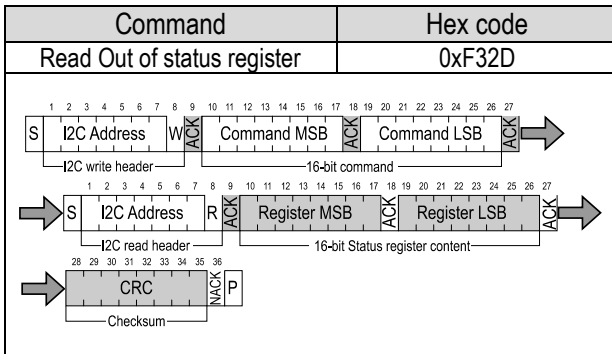 Command Hex code
Read Out of status register 0xF32D
1 2 3 4 5 6 7 8 9 10 11 12 13 14 15 16 17 18 19 20 21 22 23 24 25 26 27
S I2C Address W ACK Command MSB ACK Command LSB ACK
I2C write header 16-bit command
1 2 3 4 5 6 7 8 9 10 11 12 13 14 15 16 17 18 19 20 21 22 23 24 25 26 27
S I2C Address R ACK Register MSB ACK Register LSB ACK
I2C read header 16-bit Status register content
28 29 30 31 32 33 34 35 36
CRC NACK P
Checksum